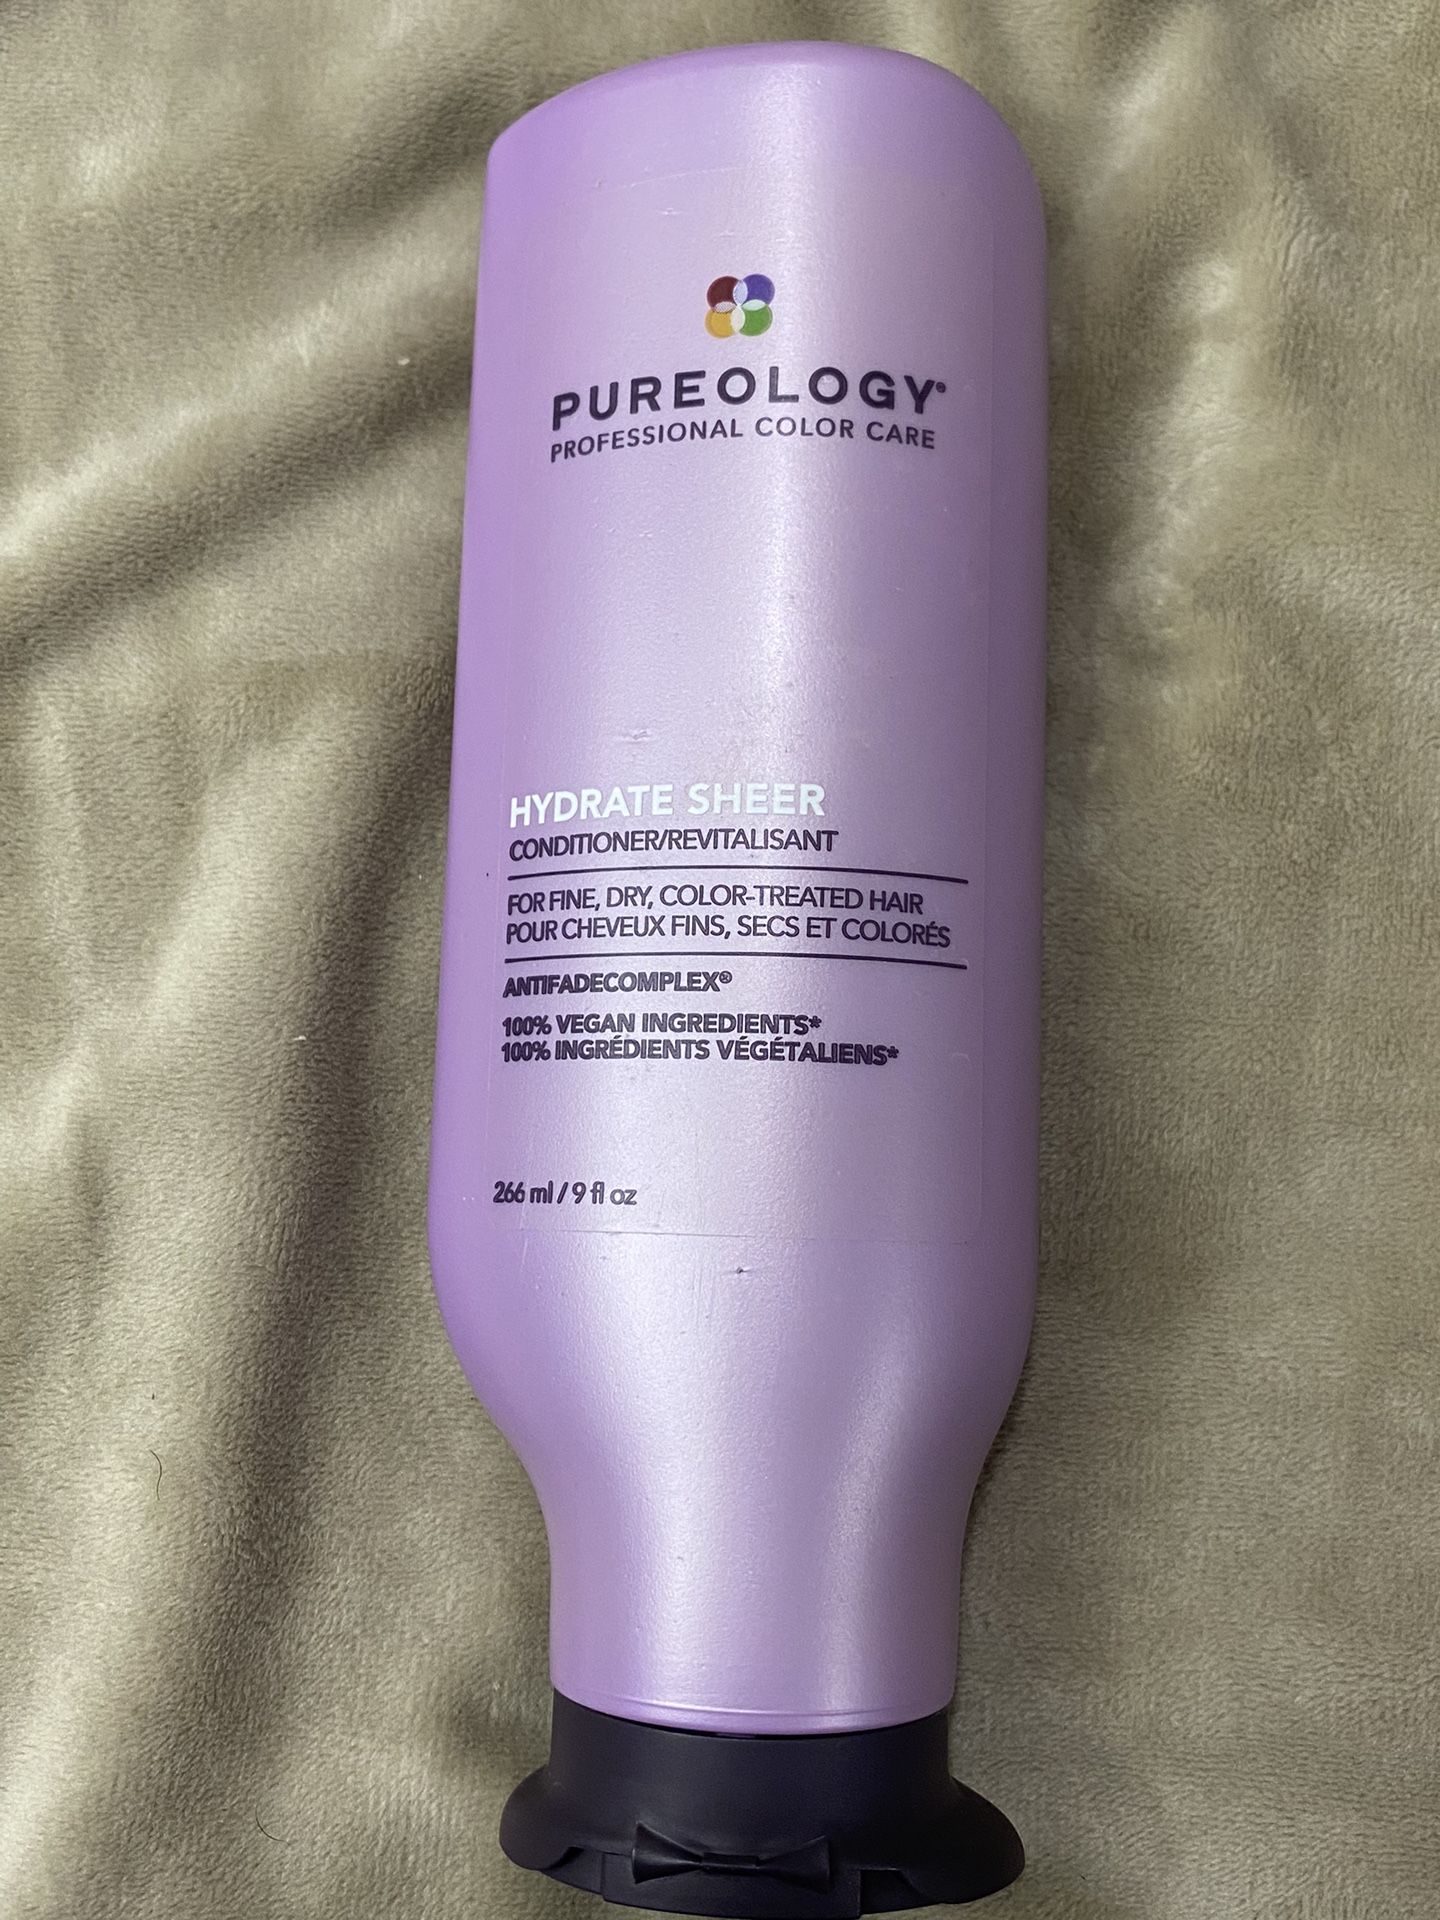 PUREOLOGY®
PROFESSIONAL COLOR CARE
HYDRATE SHEER
CONDITIONER/REVITALISANT
FOR FINE, DRY, COLOR-TREATED HAIR
POUR CHEVEUX FINS, SECS ET COLORÉS
ANTIFADECOMPLEX®
100% VEGAN INGREDIENTS*
100% INGRÉDIENTS VÉGÉTALIENS*
266 ml / 9 fl oz